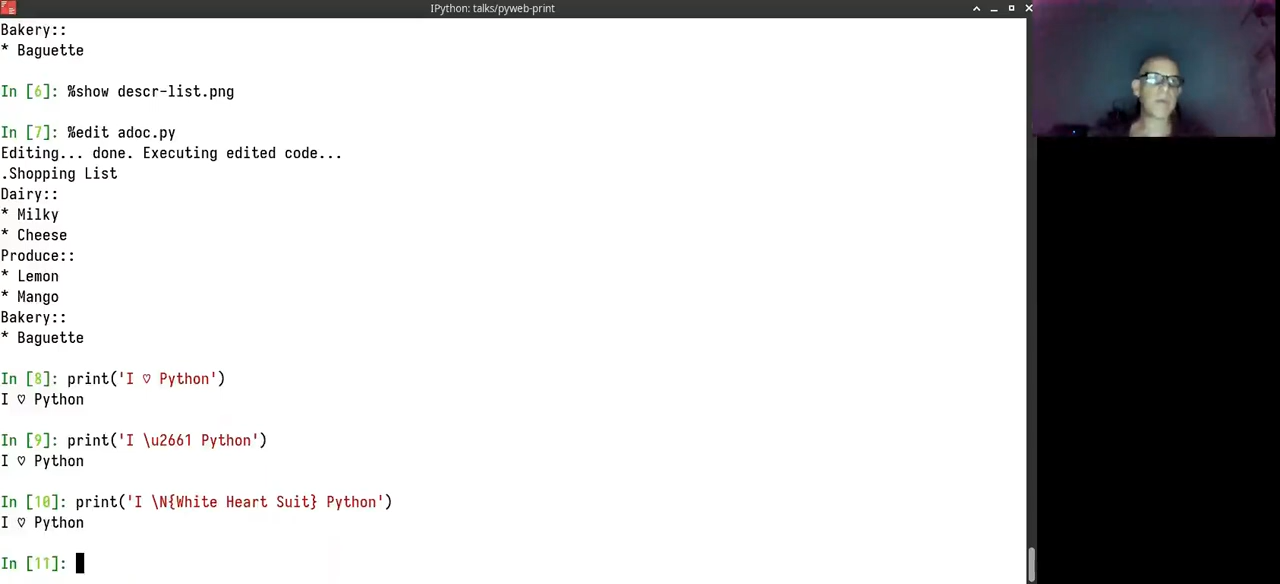 IPython: talks/pyweb-print
Bakery::
* Baguette
In [6]: %show descr-list.png
In [7]: %edit adoc.py
Editing... done. Executing edited code...
.Shopping List
Dairy::
* Milky
* Cheese
Produce::
* Lemon
* Mango
Bakery::
* Baguette
In [8]: print('I ♡ Python')
I ♡ Python
In [9]: print('I \u2661 Python')
I ♡ Python
In [10]: print('I \N{White Heart Suit} Python')
I ♡ Python
In [11]: